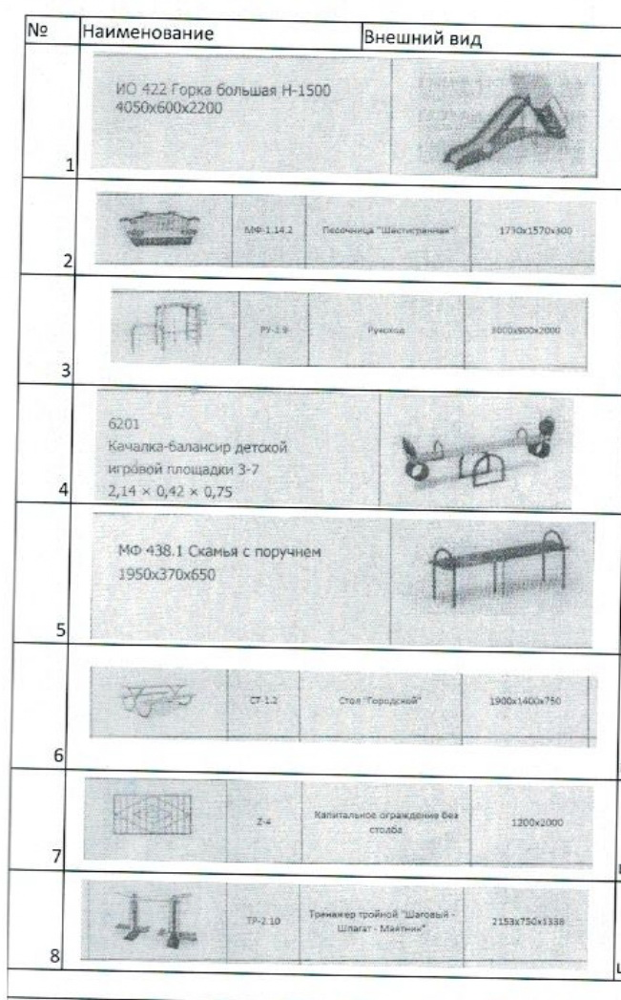 № Наименование Внешний вид
ИО 422 Горка большая Н-1500
4050х600х2200
1
МФ-1.14.2 Песочница "Шестигранная" 1730х1570х300
2
РУ-1.9 Рукоход 3000х900х2000
3
6201
Качалка-балансир детской
игровой площадки 3-7
2,14 × 0,42 × 0,75
4
МФ 438.1 Скамья с поручнем
1950х370х650
5
СТ-1.2 Стол "Городской" 1900х1400х750
6
Z-4 Капитальное ограждение без
столба
1200х2000
7
ТР-2.10 Тренажер тройной "Шаговый -
Шпагат - Маятник"
2153х750х1338
8